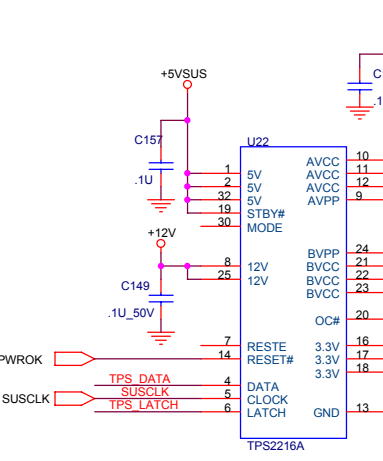 +5VSUS
C
.1
C157
.1U
U22
1 5V
2 5V
32 5V
19 STBY#
30 MODE
AVCC 10
AVCC 11
AVCC 12
AVPP 9
+12V
8 12V
25 12V
BVPP 24
BVCC 21
BVCC 22
BVCC 23
C149
.1U_50V
OC# 20
7 RESTE
14 RESET#
3.3V 16
3.3V 17
3.3V 18
PWROK
TPS_DATA 4 DATA
SUSCLK SUSCLK 5 CLOCK
TPS_LATCH 6 LATCH
GND 13
TPS2216A